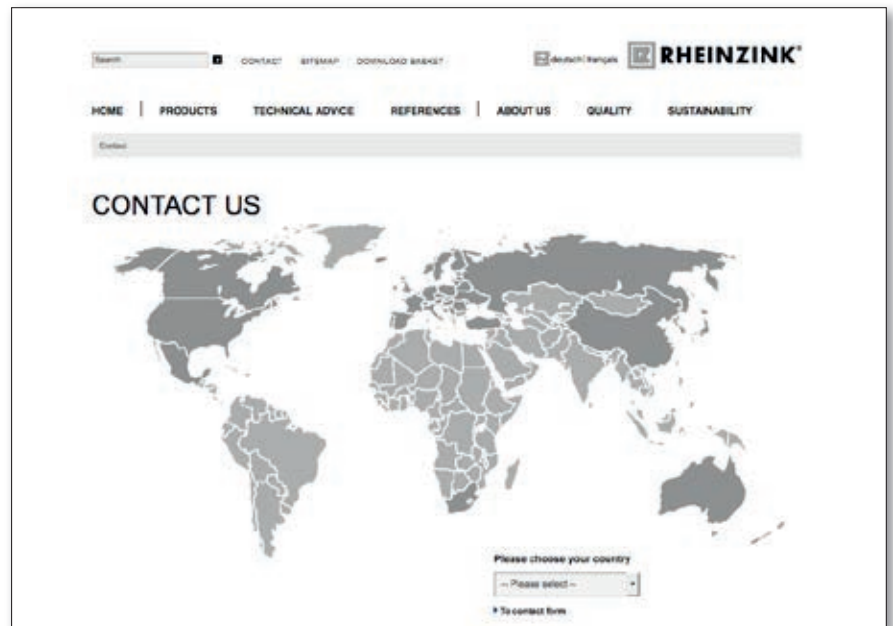 Search CONTACT SITEMAP DOWNLOAD BASKET deutsch | français RHEINZINK®
HOME PRODUCTS TECHNICAL ADVICE REFERENCES ABOUT US QUALITY SUSTAINABILITY
Contact
CONTACT US
Please choose your country
-- Please select --
To contact form